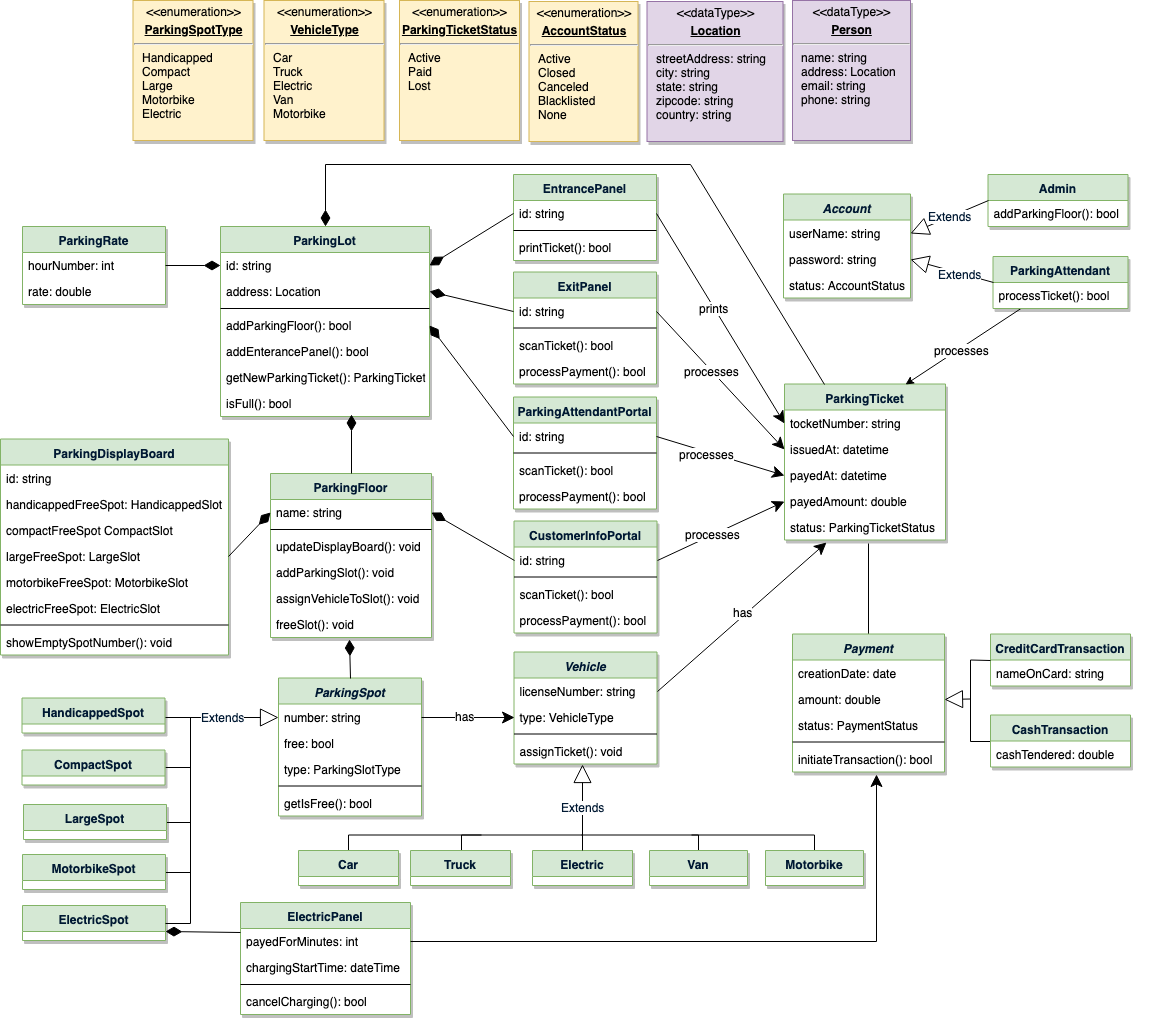 <<enumeration>>
ParkingSpotType
Handicapped
Compact
Large
Motorbike
Electric
<<enumeration>>
VehicleType
Car
Truck
Electric
Van
Motorbike
<<enumeration>>
ParkingTicketStatus
Active
Paid
Lost
<<enumeration>>
AccountStatus
Active
Closed
Canceled
Blacklisted
None
<<dataType>>
Location
streetAddress: string
city: string
state: string
zipcode: string
country: string
<<dataType>>
Person
name: string
address: Location
email: string
phone: string
ParkingRate
hourNumber: int
rate: double
ParkingLot
id: string
address: Location
addParkingFloor(): bool
addEnterancePanel(): bool
getNewParkingTicket(): ParkingTicket
isFull(): bool
EntrancePanel
id: string
printTicket(): bool
ExitPanel
id: string
scanTicket(): bool
processPayment(): bool
ParkingAttendantPortal
id: string
scanTicket(): bool
processPayment(): bool
CustomerInfoPortal
id: string
scanTicket(): bool
processPayment(): bool
prints
processes
processes
processes
has
Account
userName: string
password: string
status: AccountStatus
Extends
Extends
Admin
addParkingFloor(): bool
ParkingAttendant
processTicket(): bool
processes
ParkingTicket
tocketNumber: string
issuedAt: datetime
payedAt: datetime
payedAmount: double
status: ParkingTicketStatus
ParkingDisplayBoard
id: string
handicappedFreeSpot: HandicappedSlot
compactFreeSpot CompactSlot
largeFreeSpot: LargeSlot
motorbikeFreeSpot: MotorbikeSlot
electricFreeSpot: ElectricSlot
showEmptySpotNumber(): void
ParkingFloor
name: string
updateDisplayBoard(): void
addParkingSlot(): void
assignVehicleToSlot(): void
freeSlot(): void
ParkingSpot
number: string
free: bool
type: ParkingSlotType
getIsFree(): bool
has
Vehicle
licenseNumber: string
type: VehicleType
assignTicket(): void
Extends
Payment
creationDate: date
amount: double
status: PaymentStatus
initiateTransaction(): bool
CreditCardTransaction
nameOnCard: string
CashTransaction
cashTendered: double
HandicappedSpot
Extends
CompactSpot
LargeSpot
MotorbikeSpot
ElectricSpot
Car
Truck
Electric
Van
Motorbike
ElectricPanel
payedForMinutes: int
chargingStartTime: dateTime
cancelCharging(): bool